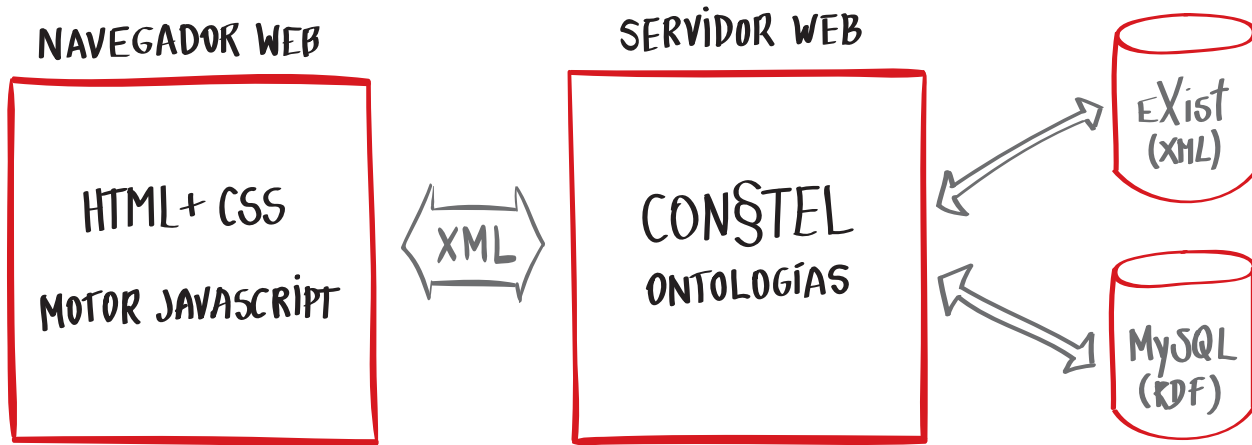 NAVEGADOR WEB
HTML+ CSS
MOTOR JAVASCRIPT
XML
SERVIDOR WEB
CON§TEL
ONTOLOGÍAS
eXist
(XML)
MySQL
(RDF)